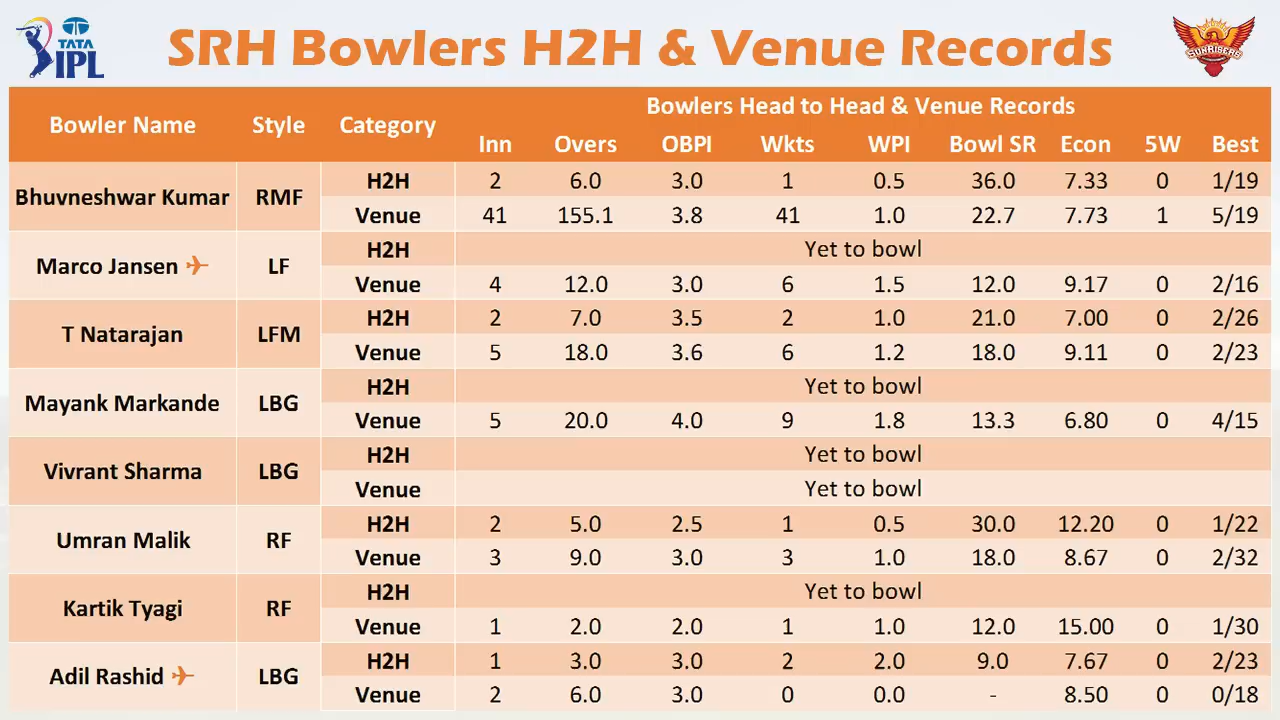 TATA
IPL
SRH Bowlers H2H & Venue Records
SUNRISERS
Bowler Name Style Category Bowlers Head to Head & Venue Records
Inn Overs OBPI Wkts WPI Bowl SR Econ 5W Best
Bhuvneshwar Kumar RMF H2H 2 6.0 3.0 1 0.5 36.0 7.33 0 1/19
Venue 41 155.1 3.8 41 1.0 22.7 7.73 1 5/19
Marco Jansen LF H2H Yet to bowl
Venue 4 12.0 3.0 6 1.5 12.0 9.17 0 2/16
T Natarajan LFM H2H 2 7.0 3.5 2 1.0 21.0 7.00 0 2/26
Venue 5 18.0 3.6 6 1.2 18.0 9.11 0 2/23
Mayank Markande LBG H2H Yet to bowl
Venue 5 20.0 4.0 9 1.8 13.3 6.80 0 4/15
Vivrant Sharma LBG H2H Yet to bowl
Venue Yet to bowl
Umran Malik RF H2H 2 5.0 2.5 1 0.5 30.0 12.20 0 1/22
Venue 3 9.0 3.0 3 1.0 18.0 8.67 0 2/32
Kartik Tyagi RF H2H Yet to bowl
Venue 1 2.0 2.0 1 1.0 12.0 15.00 0 1/30
Adil Rashid LBG H2H 1 3.0 3.0 2 2.0 9.0 7.67 0 2/23
Venue 2 6.0 3.0 0 0.0 - 8.50 0 0/18